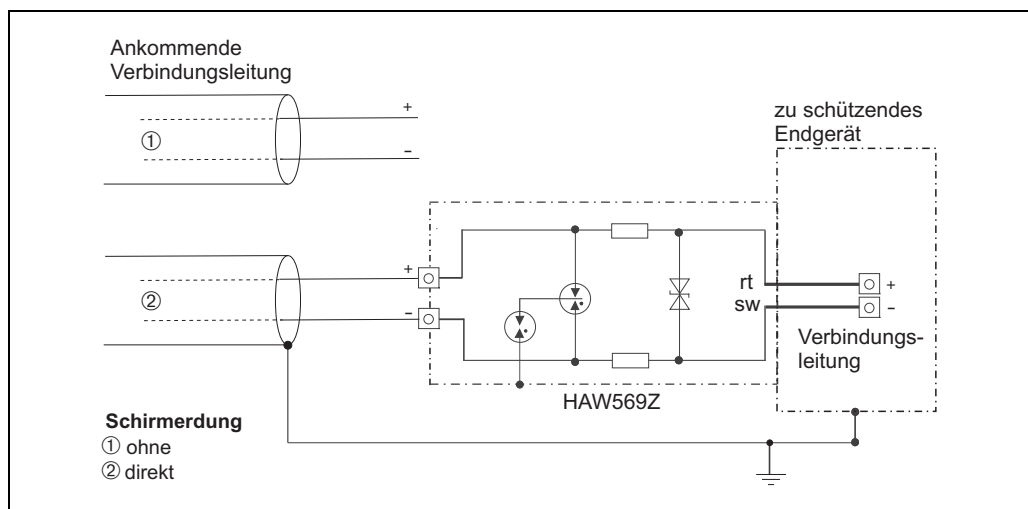 Ankommende
Verbindungsleitung
+
①
−
zu schützendes
Endgerät
+
②
−
rt
sw
+
−
Verbindungs-
leitung
HAW569Z
Schirmerdung
① ohne
② direkt